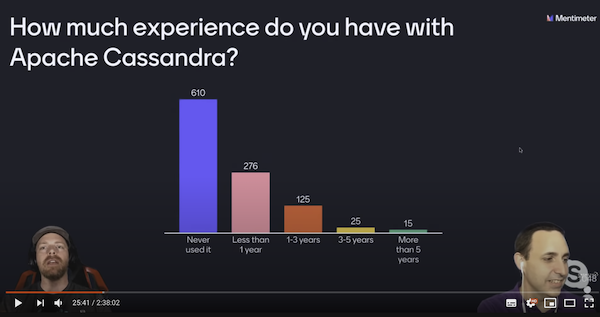 How much experience do you have with
Apache Cassandra?
Mentimeter
610
276
125
25
15
Never
used it
Less than
1 year
1-3 years
3-5 years
More
than 5
years
25:41 / 2:38:02